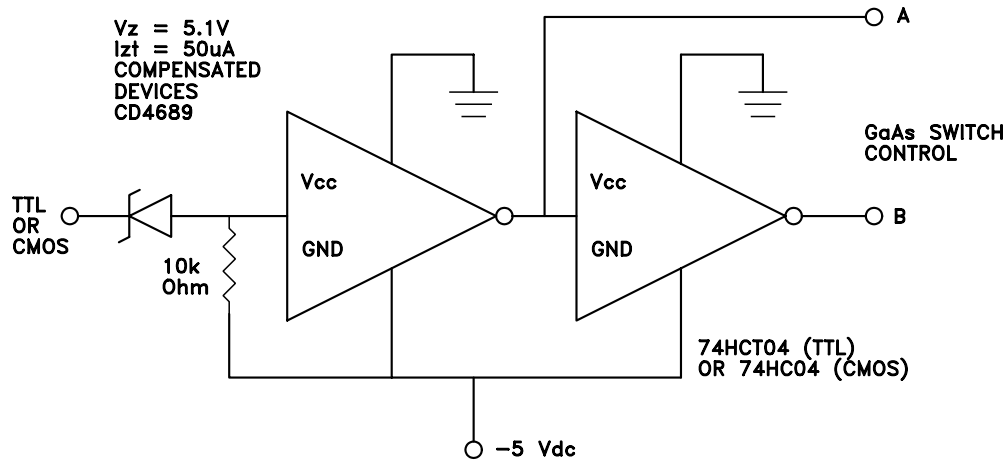 Vz = 5.1V
Izt = 50uA
COMPENSATED
DEVICES
CD4689
A
GaAs SWITCH
CONTROL
Vcc
Vcc
TTL
OR
CMOS
B
GND
GND
10k
Ohm
74HCT04 (TTL)
OR 74HC04 (CMOS)
-5 Vdc